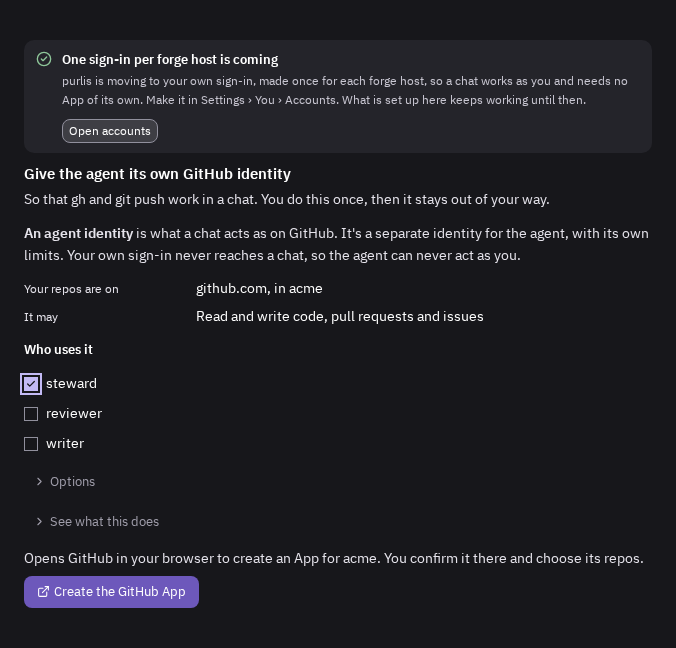 One sign-in per forge host is coming
purlis is moving to your own sign-in, made once for each forge host, so a chat works as you and needs no
App of its own. Make it in Settings › You › Accounts. What is set up here keeps working until then.
Open accounts
Give the agent its own GitHub identity
So that gh and git push work in a chat. You do this once, then it stays out of your way.
An agent identity is what a chat acts as on GitHub. It's a separate identity for the agent, with its own
limits. Your own sign-in never reaches a chat, so the agent can never act as you.
Your repos are on github.com, in acme
It may Read and write code, pull requests and issues
Who uses it
steward
reviewer
writer
Options
See what this does
Opens GitHub in your browser to create an App for acme. You confirm it there and choose its repos.
Create the GitHub App